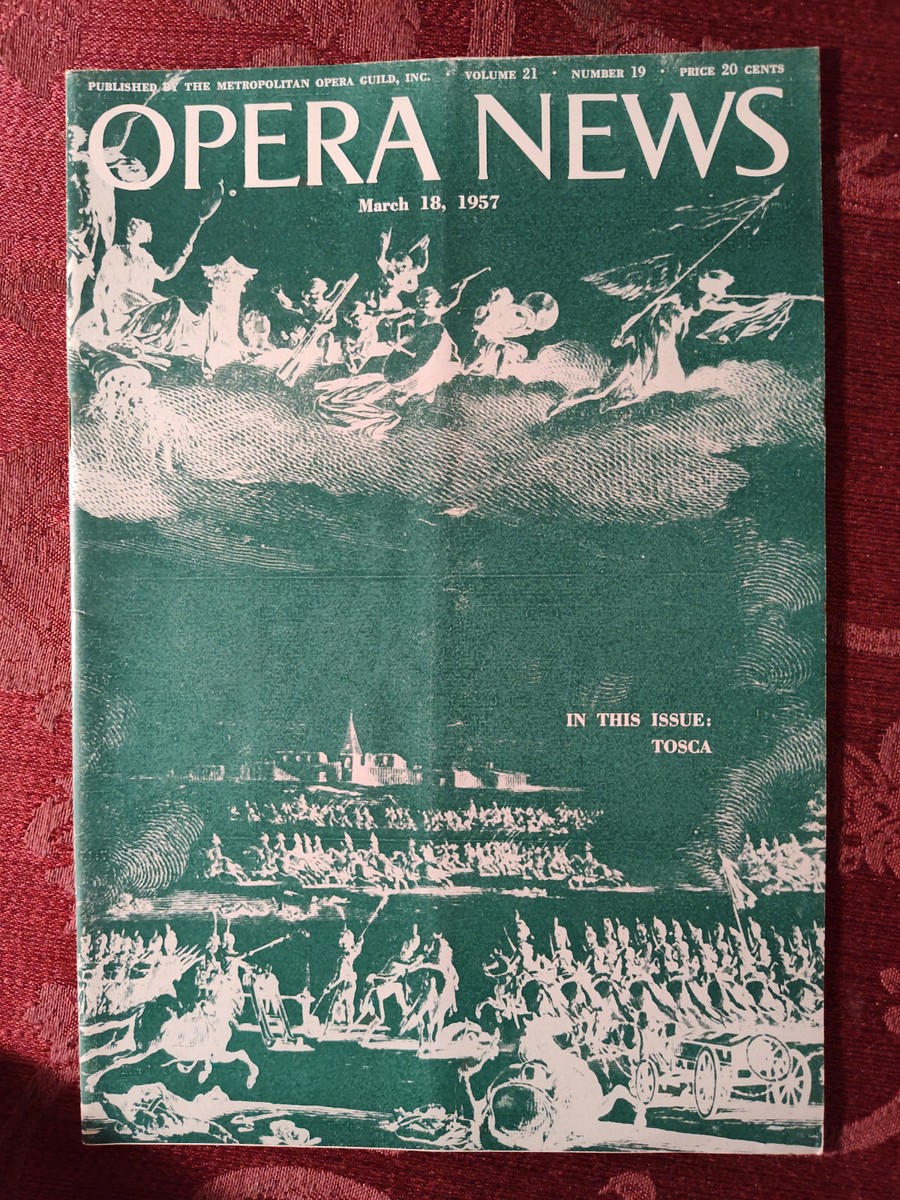 PUBLISHED BY THE METROPOLITAN OPERA GUILD, INC. · VOLUME 21 · NUMBER 19 · PRICE 20 CENTS
OPERA NEWS
March 18, 1957
IN THIS ISSUE:
TOSCA